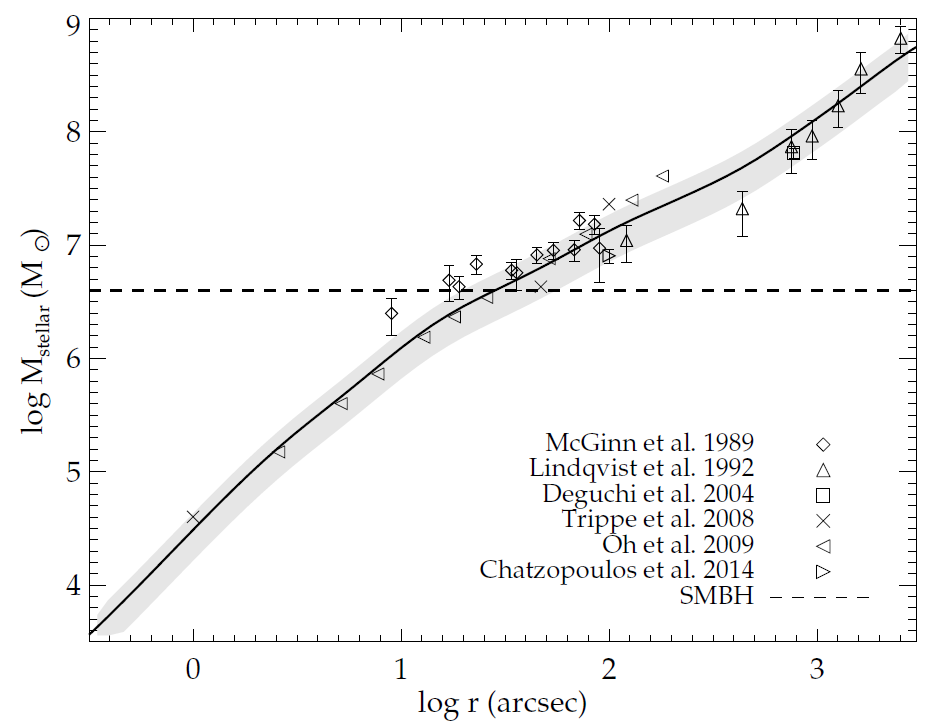 9
8
7
6
5
4
log M_stellar (M ⊙)
McGinn et al. 1989
Lindqvist et al. 1992
Deguchi et al. 2004
Trippe et al. 2008
Oh et al. 2009
Chatzopoulos et al. 2014
SMBH
0 1 2 3
log r (arcsec)